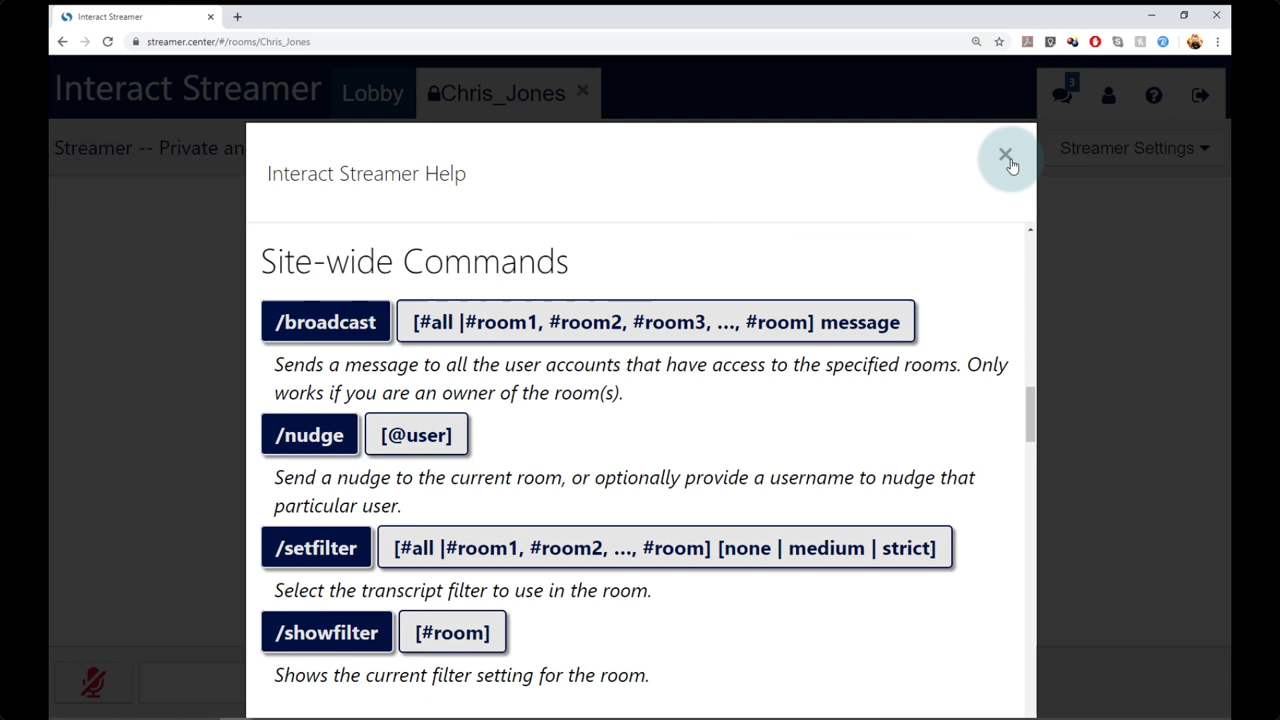 Interact Streamer
streamer.center/#/rooms/Chris_Jones
Interact Streamer
Lobby
Chris_Jones
3
Streamer -- Private an
Streamer Settings
Interact Streamer Help
Site-wide Commands
/broadcast [#all |#room1, #room2, #room3, ..., #room] message
Sends a message to all the user accounts that have access to the specified rooms. Only
works if you are an owner of the room(s).
/nudge [@user]
Send a nudge to the current room, or optionally provide a username to nudge that
particular user.
/setfilter [#all |#room1, #room2, ..., #room] [none | medium | strict]
Select the transcript filter to use in the room.
/showfilter [#room]
Shows the current filter setting for the room.